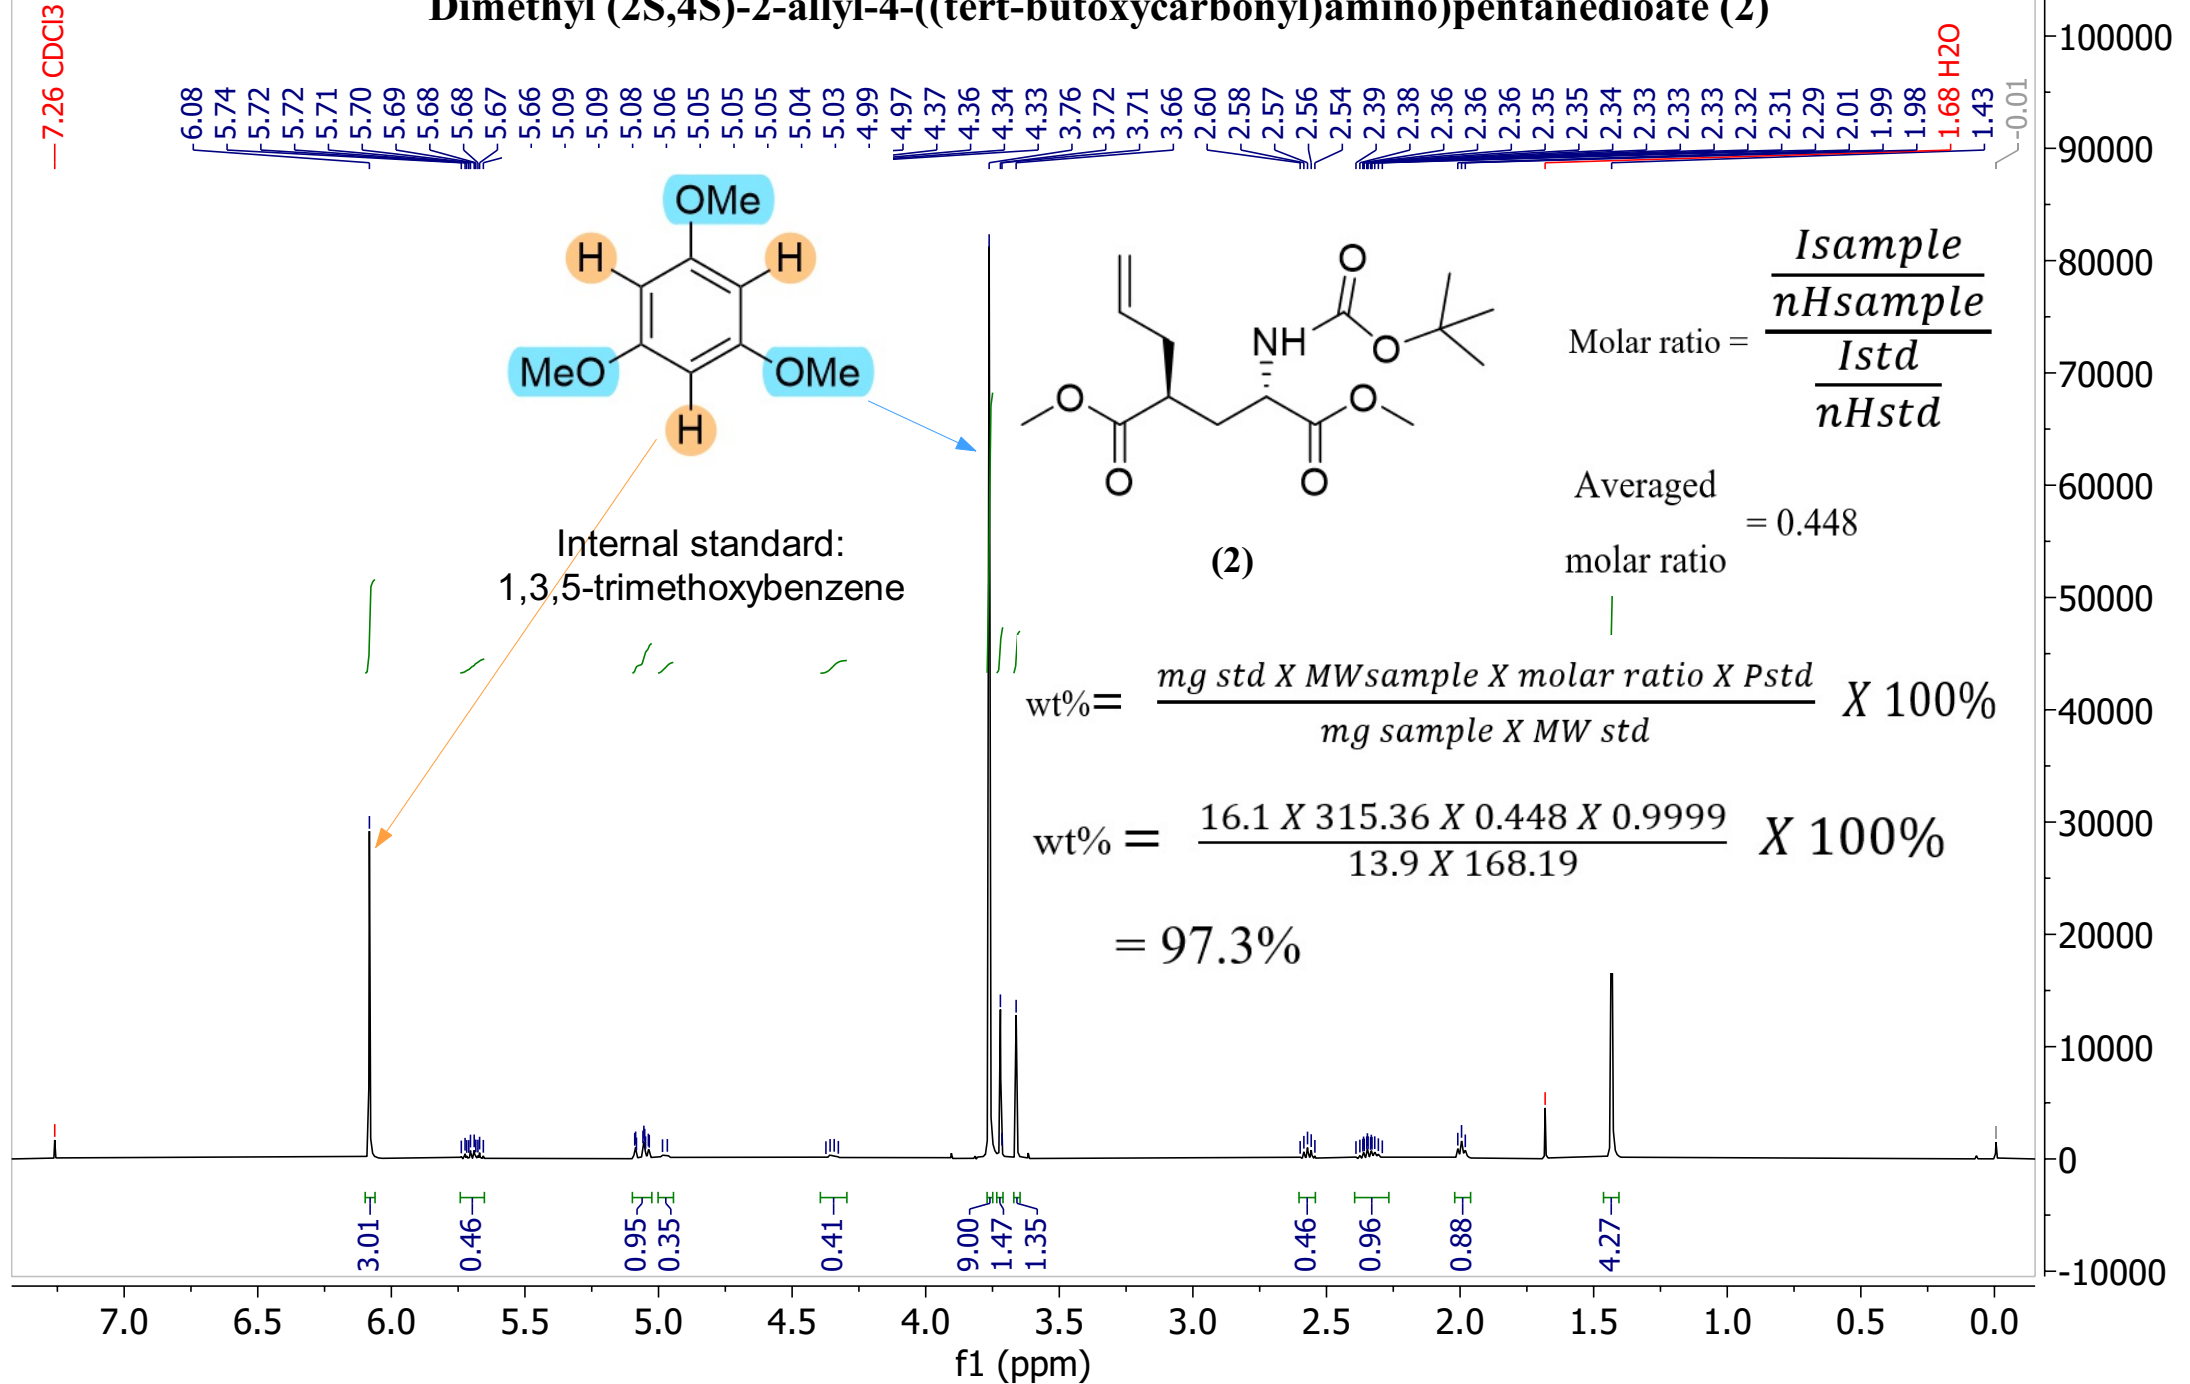 Dimethyl (2S,4S)-2-allyl-4-((tert-butoxycarbonyl)amino)pentanedioate (2)
7.26 CDCl3
6.08
5.74
5.72
5.72
5.71
5.70
5.69
5.68
5.68
5.67
5.66
5.09
5.09
5.08
5.06
5.05
5.05
5.05
5.04
5.03
4.99
4.97
4.37
4.36
4.34
4.33
3.76
3.72
3.71
3.66
2.60
2.58
2.57
2.56
2.54
2.39
2.38
2.36
2.36
2.36
2.35
2.35
2.34
2.33
2.33
2.33
2.32
2.31
2.29
2.01
1.99
1.98
1.68 H2O
1.43
-0.01
OMe
H
H
MeO
OMe
H
Internal standard:
1,3,5-trimethoxybenzene
O
NH
O
O
O
O
O
(2)
Molar ratio =
Isample
nHsample
Istd
nHstd
Averaged
= 0.448
molar ratio
wt%=
mg std X MWsample X molar ratio X Pstd
mg sample X MW std
X 100%
wt% =
16.1 X 315.36 X 0.448 X 0.9999
13.9 X 168.19
X 100%
= 97.3%
100000
90000
80000
70000
60000
50000
40000
30000
20000
10000
0
-10000
3.01
0.46
0.95
0.35
0.41
9.00
1.47
1.35
0.46
0.96
0.88
4.27
7.0
6.5
6.0
5.5
5.0
4.5
4.0
3.5
3.0
2.5
2.0
1.5
1.0
0.5
0.0
f1 (ppm)